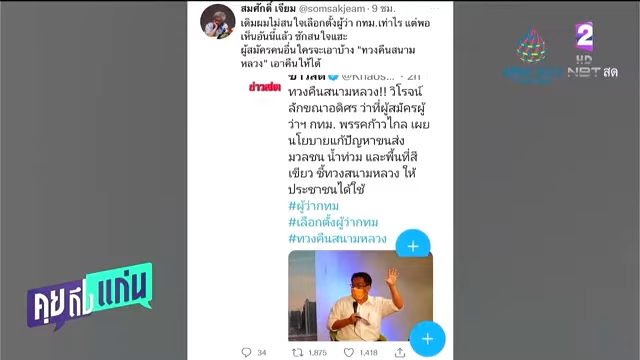 สมศักดิ์ เจียม @somsakjeam · 9 ชม.
เดิมผมไม่สนใจเลือกตั้งผู้ว่า กทม.เท่าไร แต่พอ
เห็นอันนี้แล้ว ชักสนใจแฮะ
ผู้สมัครคนอื่นใครจะเอาบ้าง "ทวงคืนสนาม
หลวง" เอาคืนให้ได้
ข่าวสด
ข่าวสด @Khaos... · 2h
ทวงคืนสนามหลวง!! วิโรจน์
ลักขณาอดิศร ว่าที่ผู้สมัครผู้
ว่าฯ กทม. พรรคก้าวไกล เผย
นโยบายแก้ปัญหาขนส่ง
มวลชน น้ำท่วม และพื้นที่สี
เขียว ชี้ทวงสนามหลวง ให้
ประชาชนได้ใช้
#ผู้ว่ากทม
#เลือกตั้งผู้ว่ากทม
#ทวงคืนสนามหลวง
34 1,875 1,418
คุยถึงแก่น
2
HD
NBT สด